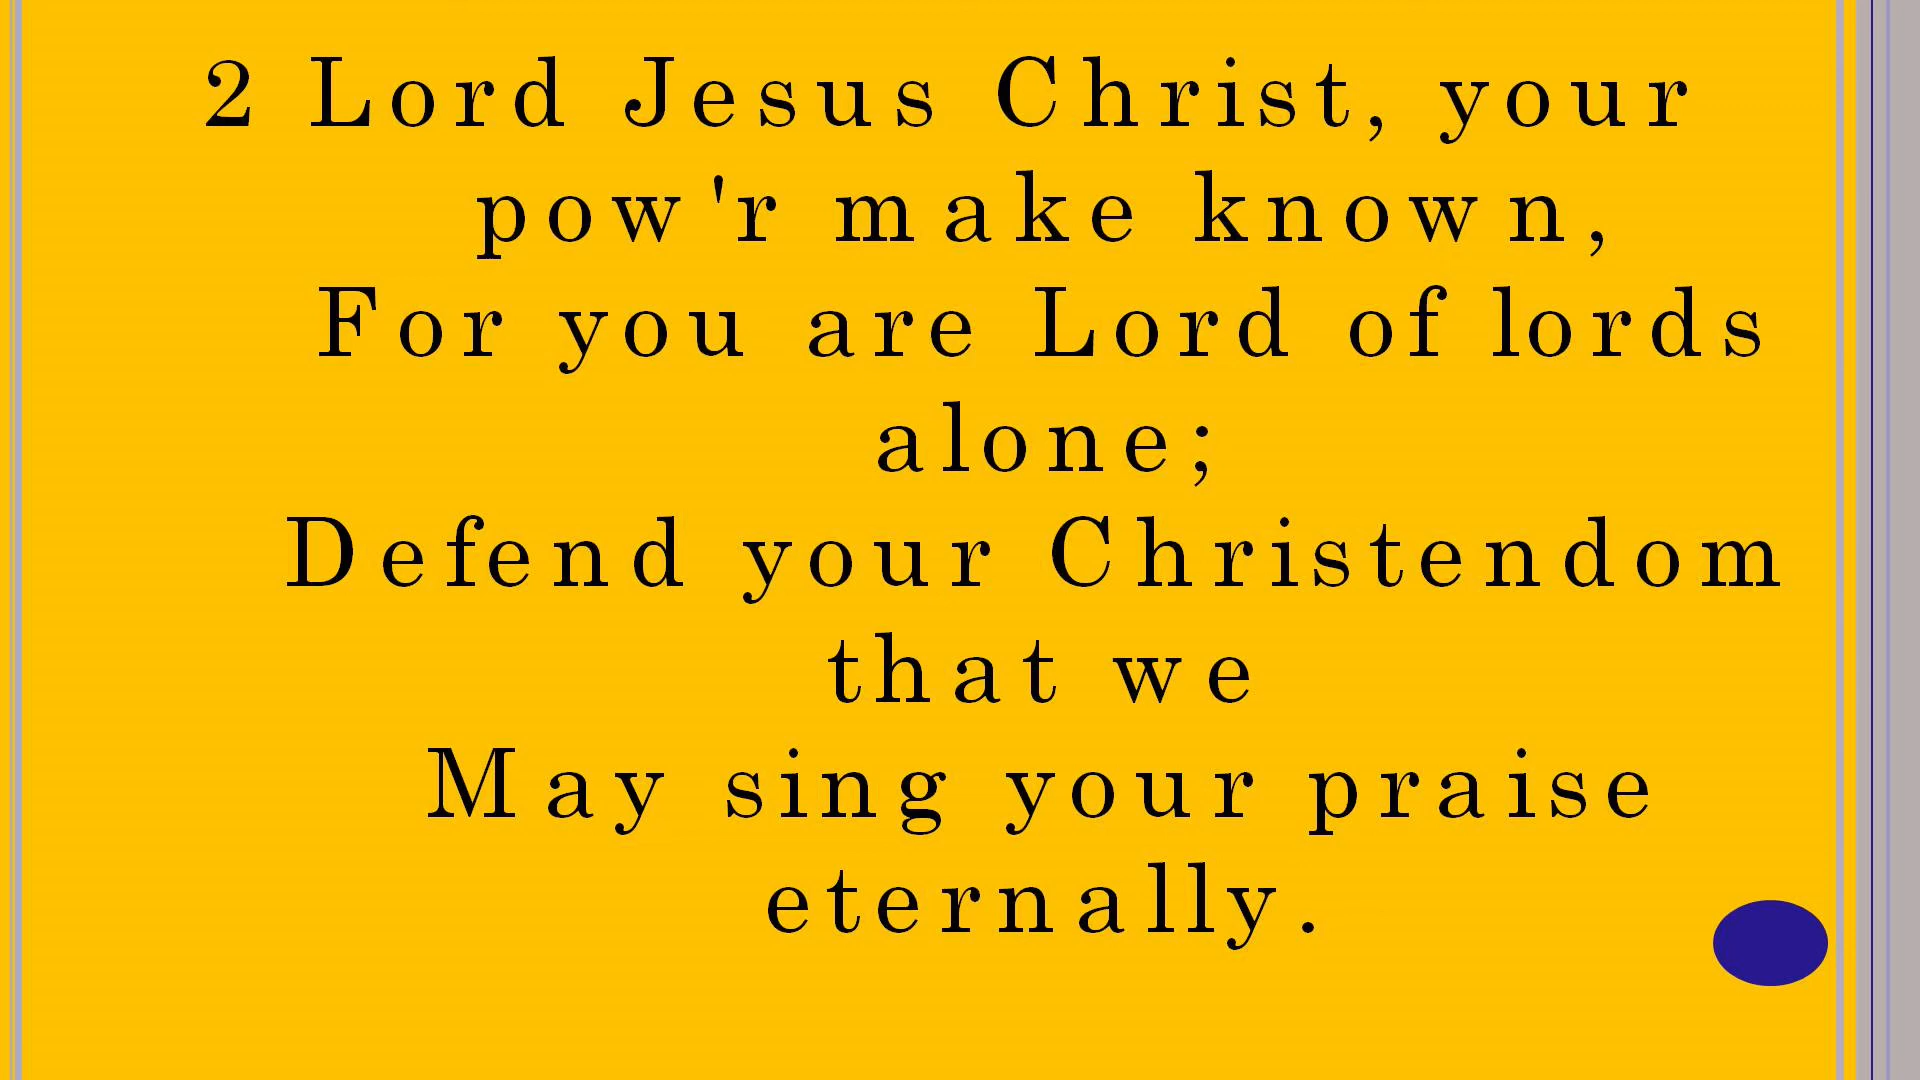 2 Lord Jesus Christ, your
pow'r make known,
For you are Lord of lords
alone;
Defend your Christendom
that we
May sing your praise
eternally.